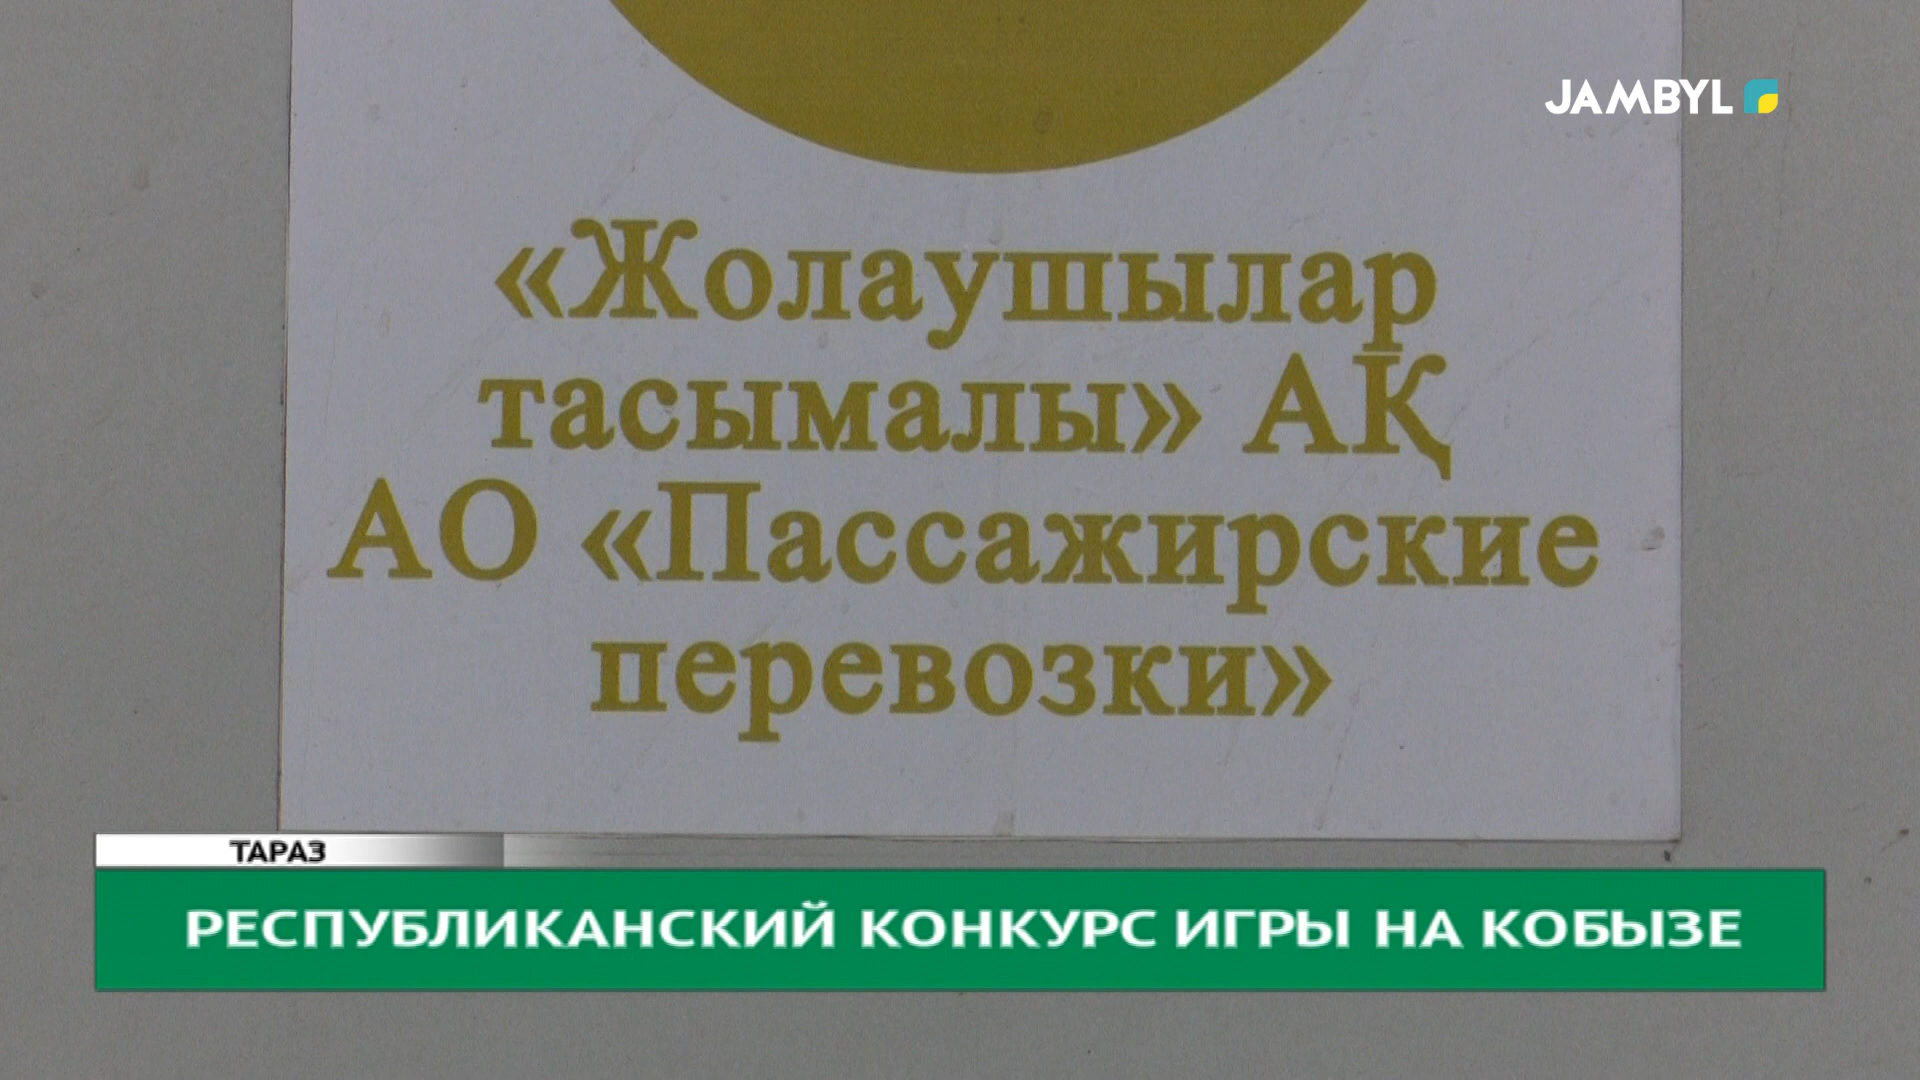 JAMBYL
«Жолаушылар
тасымалы» АҚ
АО «Пассажирские
перевозки»
ТАРАЗ
РЕСПУБЛИКАНСКИЙ КОНКУРС ИГРЫ НА КОБЫЗЕ